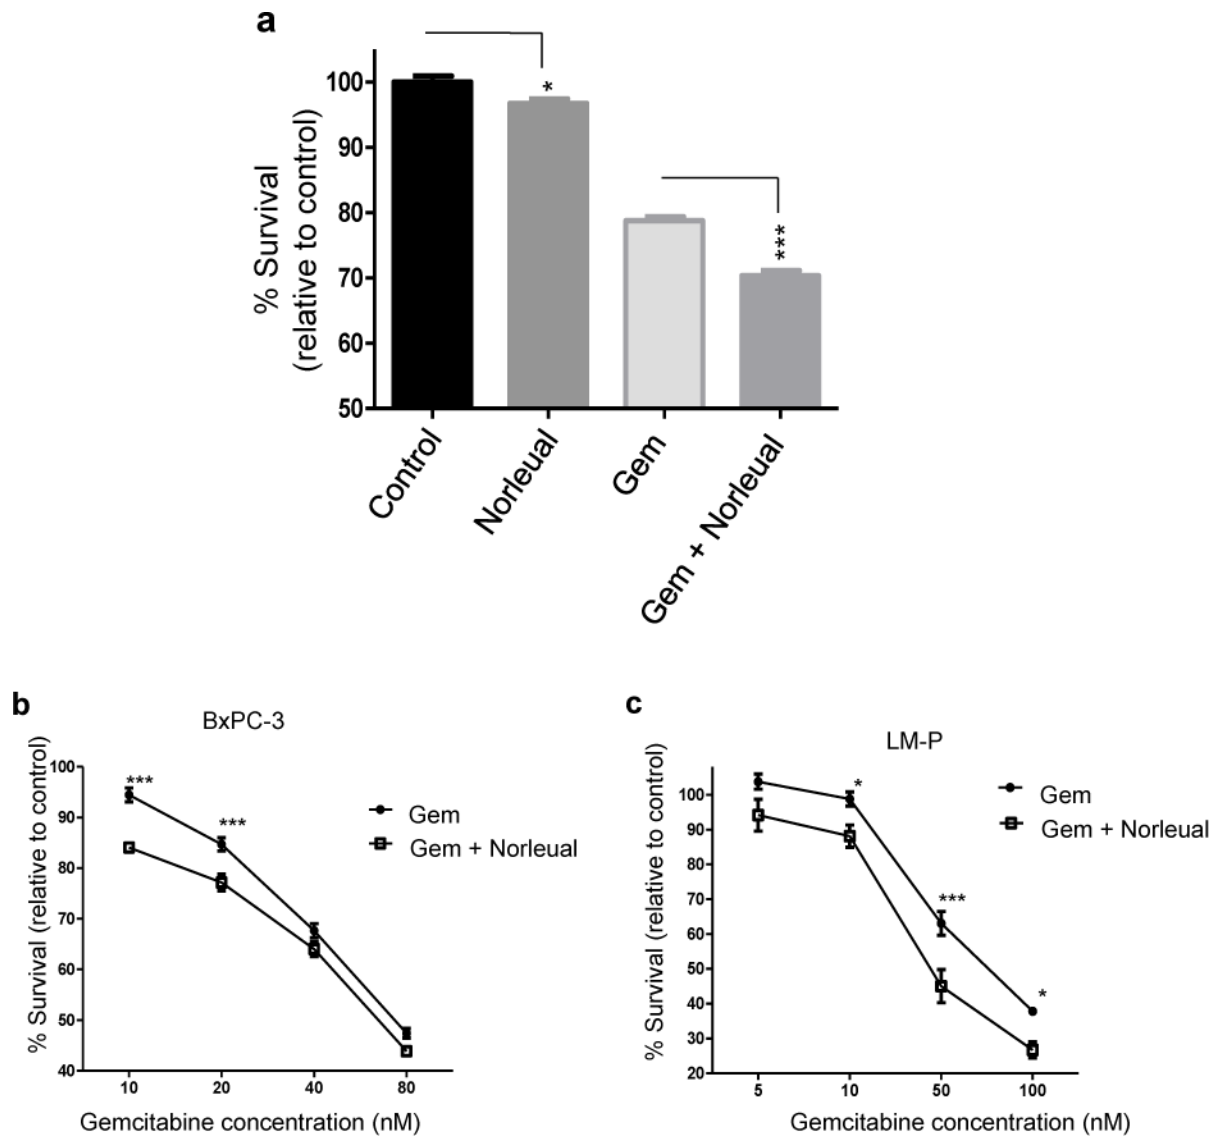 a
% Survival
(relative to control)
100
90
80
70
60
50
*
***
Control
Norleual
Gem
Gem + Norleual
b
BxPC-3
% Survival (relative to control)
100
90
80
70
60
50
40
***
***
Gem
Gem + Norleual
10 20 40 80
Gemcitabine concentration (nM)
c
LM-P
% Survival (relative to control)
100
90
80
70
60
50
40
30
20
*
***
*
Gem
Gem + Norleual
5 10 50 100
Gemcitabine concentration (nM)